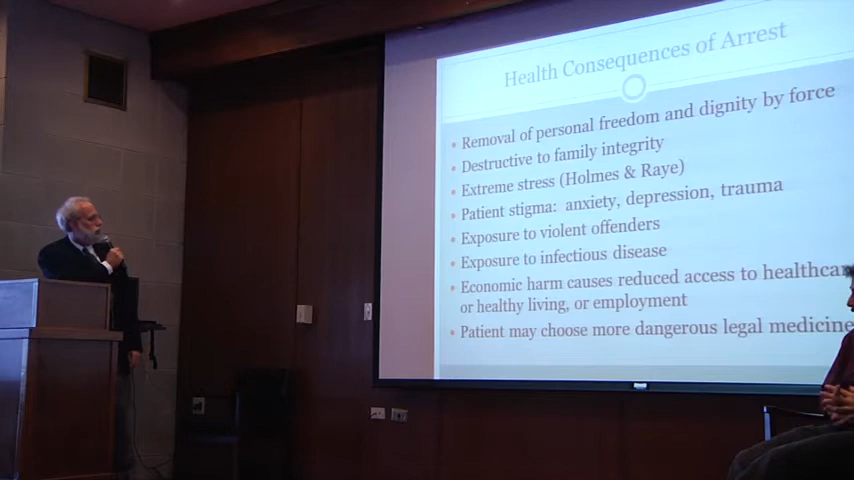 Health Consequences of Arrest
• Removal of personal freedom and dignity by force
• Destructive to family integrity
• Extreme stress (Holmes & Raye)
• Patient stigma: anxiety, depression, trauma
• Exposure to violent offenders
• Exposure to infectious disease
• Economic harm causes reduced access to
or healthy living, or employment
• Patient may choose more dangerous legal medicine